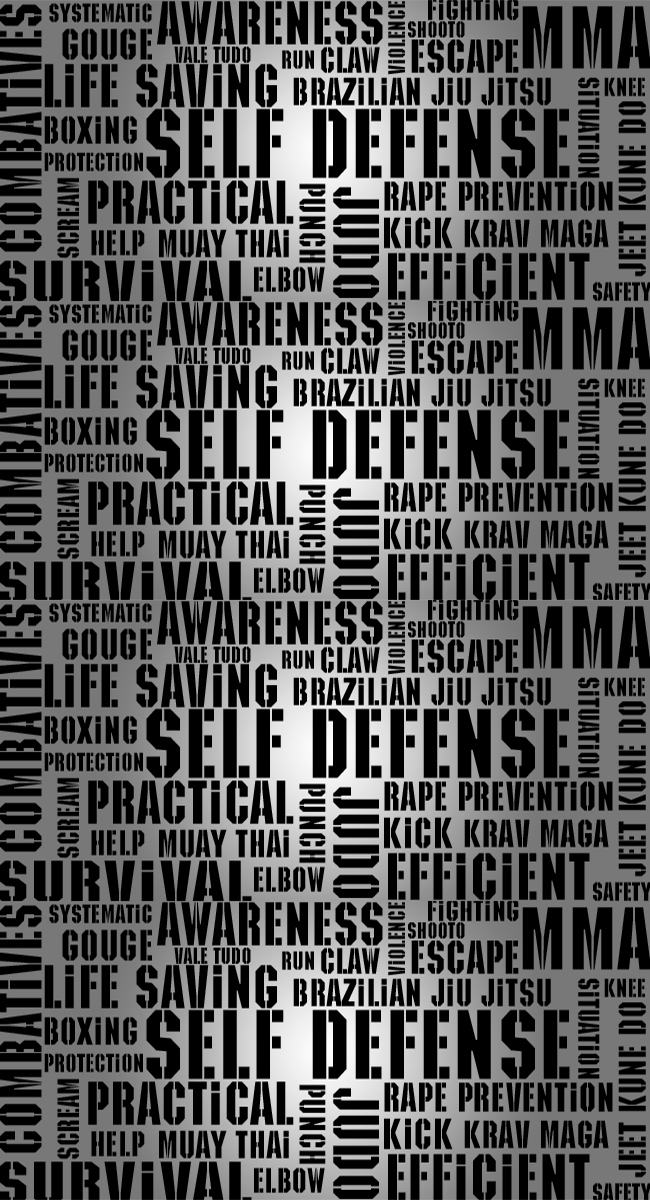 COMBATiVES
SYSTEMATiC
AWARENESS
ViOLENCE
FiGHTiNG
SHOOTO
MMA
GOUGE
VALE TUDO
RUN
CLAW
ESCAPE
LiFE SAViNG
BRAZiLiAN JiU JiTSU
SiTUATiON
KNEE
BOXiNG
SELF DEFENSE
JEET KUNE DO
PROTECTiON
SCREAM
PRACTiCAL
PUNCH
JUDO
RAPE PREVENTiON
HELP
MUAY THAi
KiCK
KRAV MAGA
SURViVAL
ELBOW
EFFiCiENT
SAFETY
COMBATiVES
SYSTEMATiC
AWARENESS
ViOLENCE
FiGHTiNG
SHOOTO
MMA
GOUGE
VALE TUDO
RUN
CLAW
ESCAPE
LiFE SAViNG
BRAZiLiAN JiU JiTSU
SiTUATiON
KNEE
BOXiNG
SELF DEFENSE
JEET KUNE DO
PROTECTiON
SCREAM
PRACTiCAL
PUNCH
JUDO
RAPE PREVENTiON
HELP
MUAY THAi
KiCK
KRAV MAGA
SURViVAL
ELBOW
EFFiCiENT
SAFETY
COMBATiVES
SYSTEMATiC
AWARENESS
ViOLENCE
FiGHTiNG
SHOOTO
MMA
GOUGE
VALE TUDO
RUN
CLAW
ESCAPE
LiFE SAViNG
BRAZiLiAN JiU JiTSU
SiTUATiON
KNEE
BOXiNG
SELF DEFENSE
JEET KUNE DO
PROTECTiON
SCREAM
PRACTiCAL
PUNCH
JUDO
RAPE PREVENTiON
HELP
MUAY THAi
KiCK
KRAV MAGA
SURViVAL
ELBOW
EFFiCiENT
SAFETY
COMBATiVES
SYSTEMATiC
AWARENESS
ViOLENCE
FiGHTiNG
SHOOTO
MMA
GOUGE
VALE TUDO
RUN
CLAW
ESCAPE
LiFE SAViNG
BRAZiLiAN JiU JiTSU
SiTUATiON
KNEE
BOXiNG
SELF DEFENSE
JEET KUNE DO
PROTECTiON
SCREAM
PRACTiCAL
PUNCH
JUDO
RAPE PREVENTiON
HELP
MUAY THAi
KiCK
KRAV MAGA
SURViVAL
ELBOW
EFFiCiENT
SAFETY